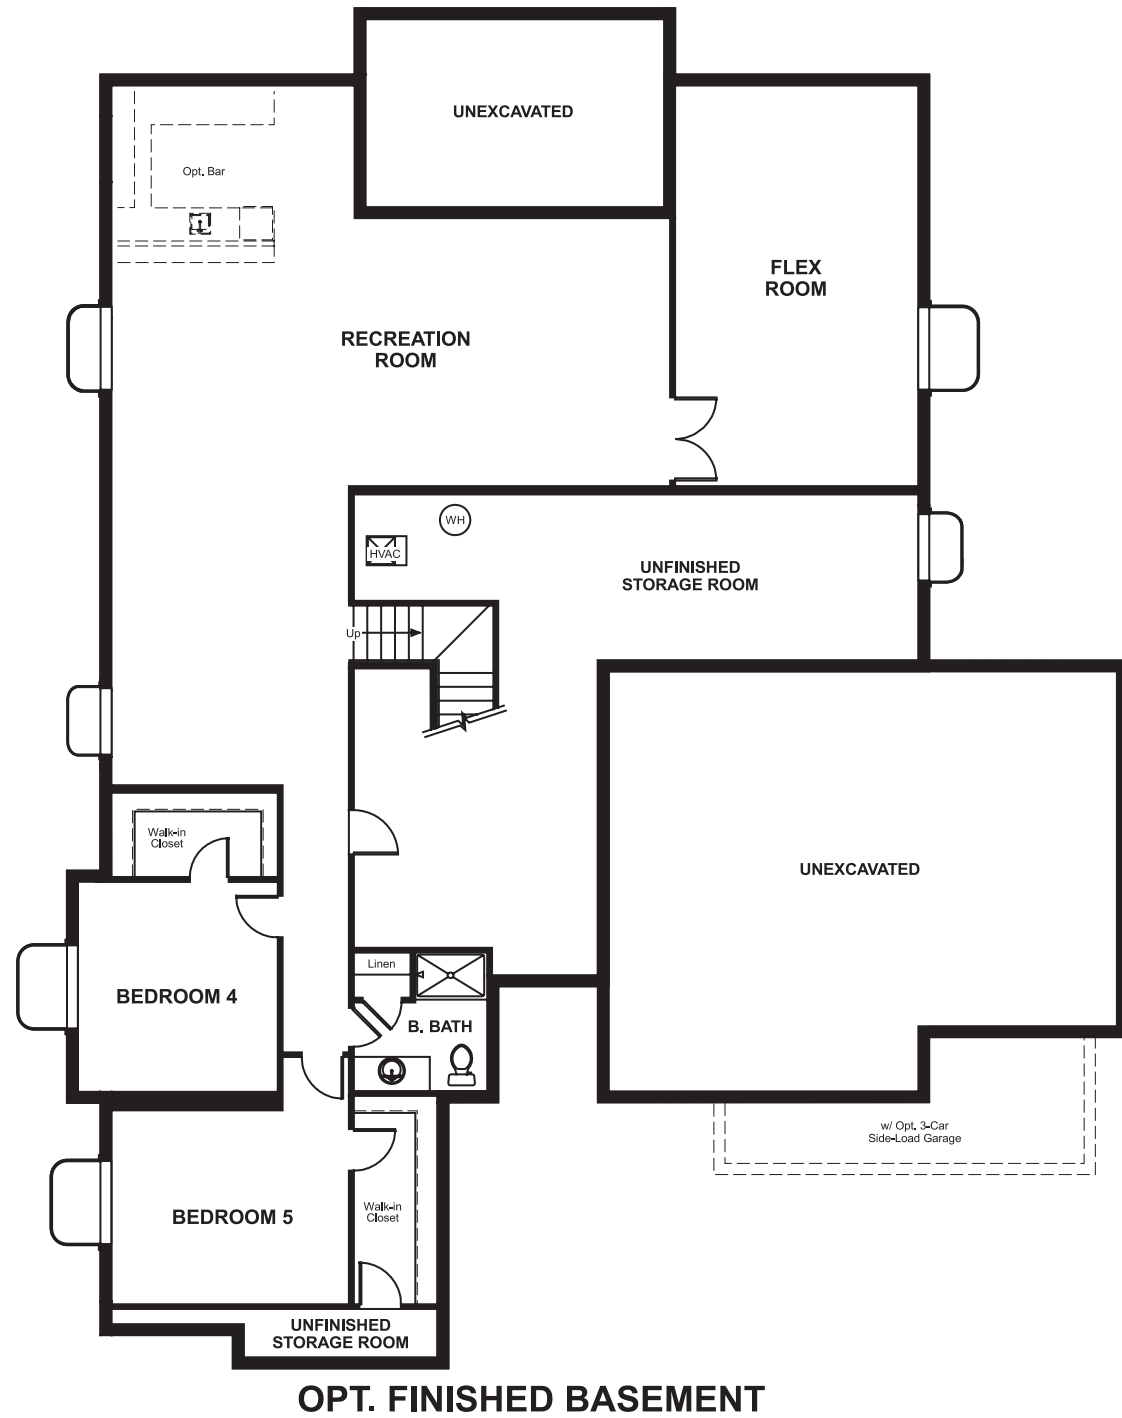 UNEXCAVATED
Opt. Bar
FLEX
ROOM
RECREATION
ROOM
WH
HVAC
UNFINISHED
STORAGE ROOM
Up
Walk-in
Closet
UNEXCAVATED
Linen
BEDROOM 4
B. BATH
w/ Opt. 3-Car
Side-Load Garage
BEDROOM 5
Walk-in
Closet
UNFINISHED
STORAGE ROOM
OPT. FINISHED BASEMENT